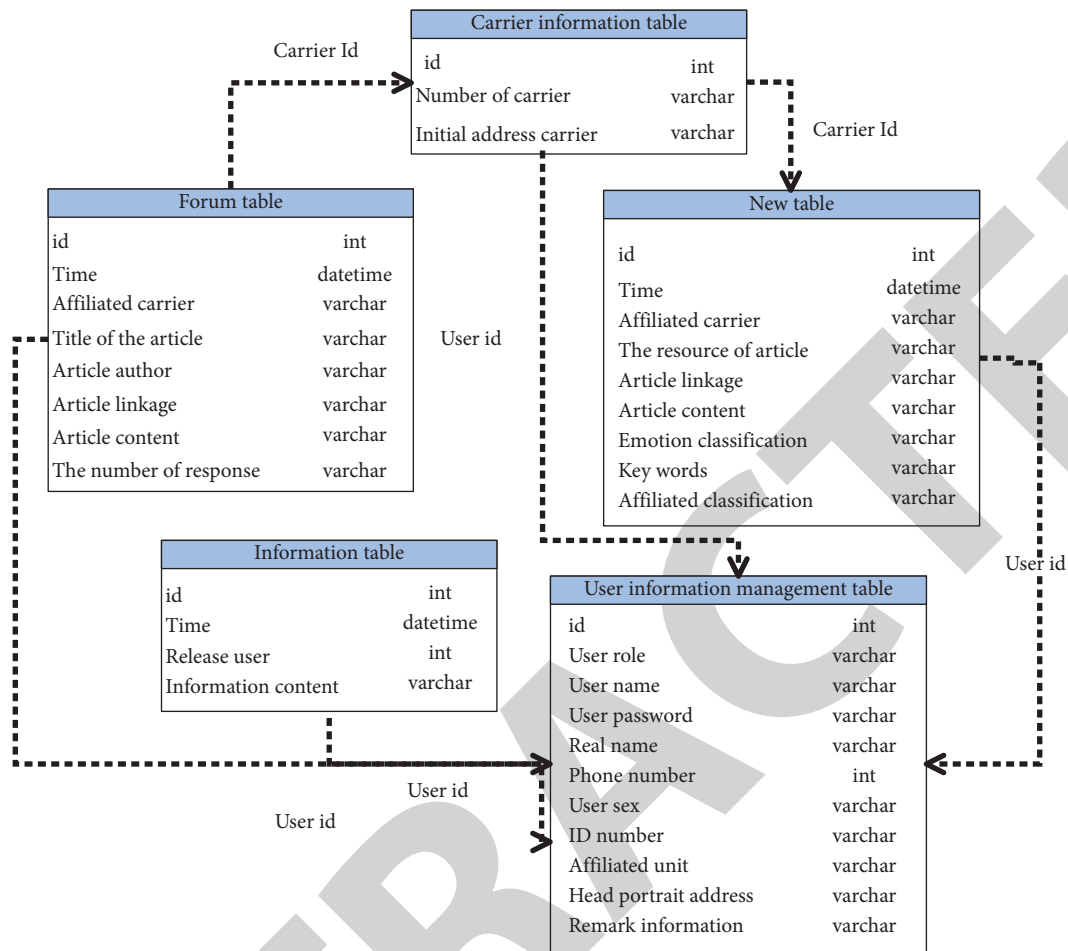 Carrier information table
id int
Number of carrier varchar
Initial address carrier varchar
Carrier Id
Carrier Id
Forum table
id int
Time datetime
Affiliated carrier varchar
Title of the article varchar
Article author varchar
Article linkage varchar
Article content varchar
The number of response varchar
User id
New table
id int
Time datetime
Affiliated carrier varchar
The resource of article varchar
Article linkage varchar
Article content varchar
Emotion classification varchar
Key words varchar
Affiliated classification varchar
User id
Information table
id int
Time datetime
Release user int
Information content varchar
User id
User id
User information management table
id int
User role varchar
User name varchar
User password varchar
Real name varchar
Phone number int
User sex varchar
ID number varchar
Affiliated unit varchar
Head portrait address varchar
Remark information varchar
RACTE